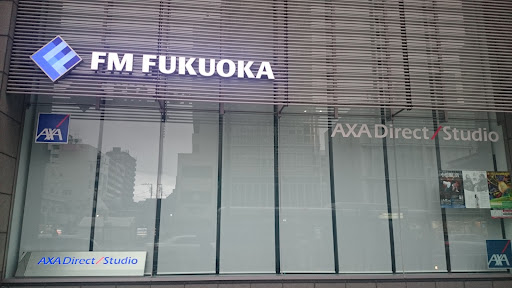 FM FUKUOKA
AXA
AXA Direct/Studio
AXA Direct/Studio
AXA